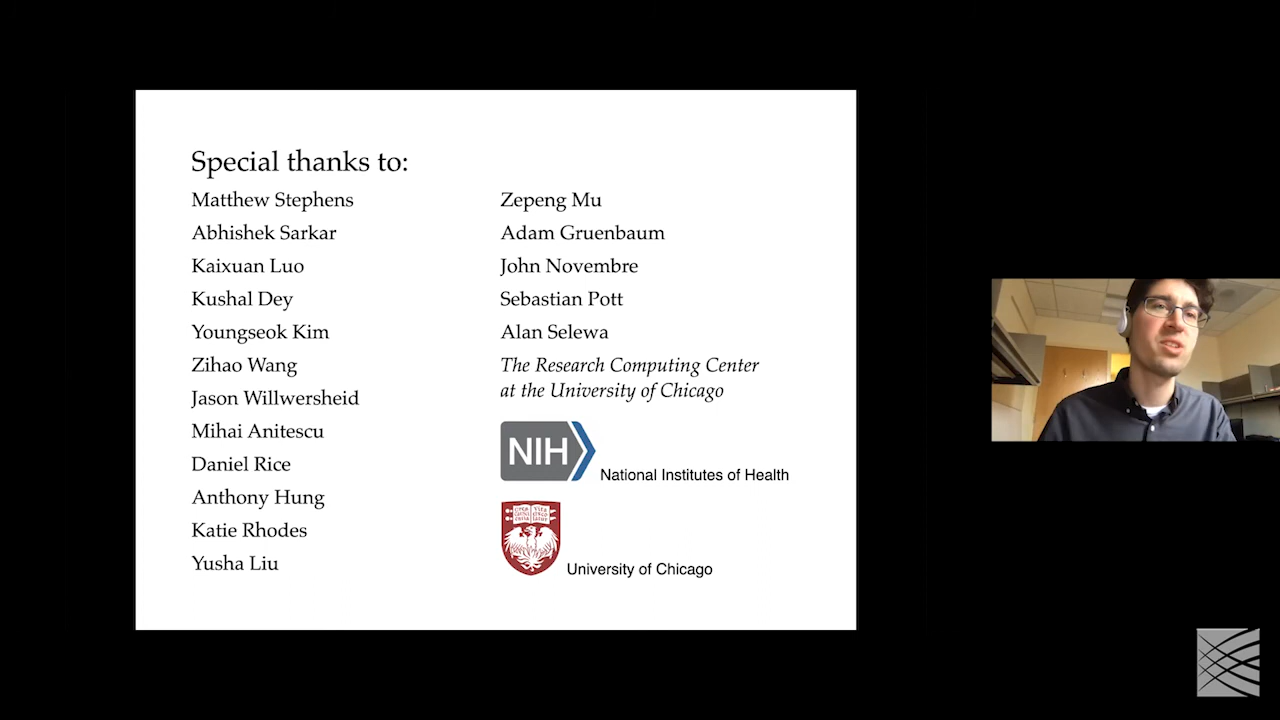 Special thanks to:
Matthew Stephens
Abhishek Sarkar
Kaixuan Luo
Kushal Dey
Youngseok Kim
Zihao Wang
Jason Willwersheid
Mihai Anitescu
Daniel Rice
Anthony Hung
Katie Rhodes
Yusha Liu
Zepeng Mu
Adam Gruenbaum
John Novembre
Sebastian Pott
Alan Selewa
The Research Computing Center
at the University of Chicago
NIH
National Institutes of Health
University of Chicago